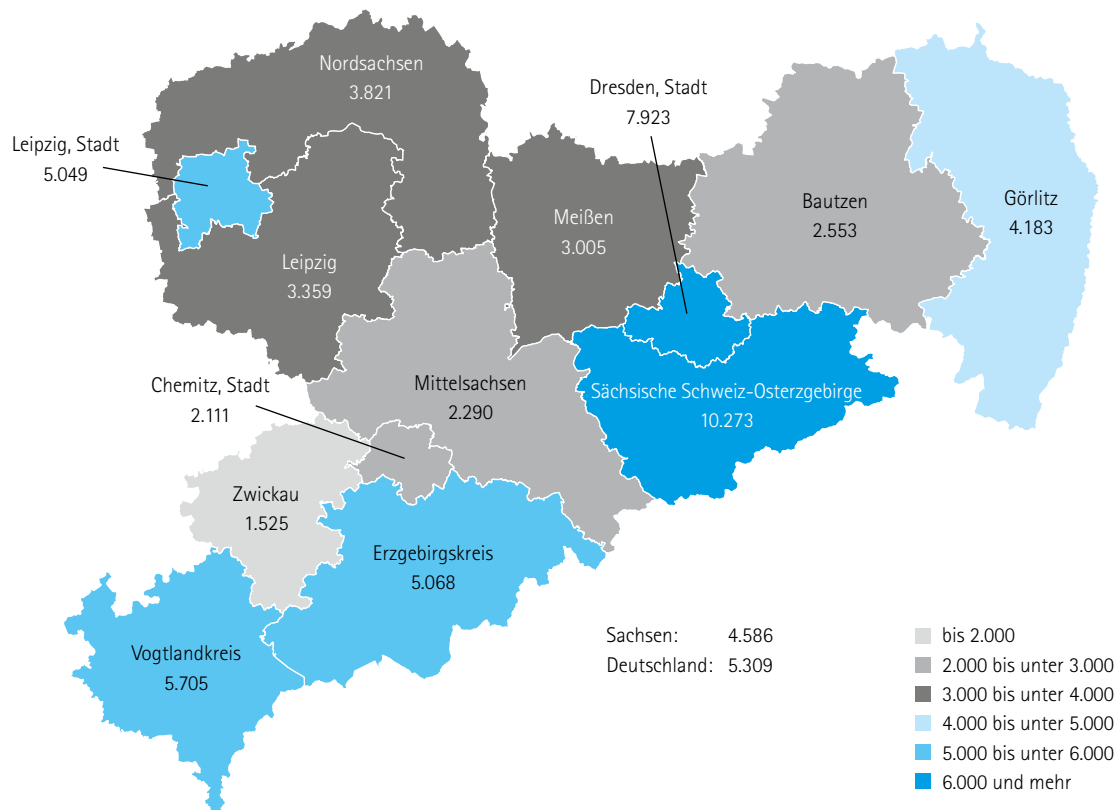 Nordsachsen
3.821
Dresden, Stadt
7.923
Leipzig, Stadt
5.049
Bautzen
2.553
Görlitz
4.183
Meißen
3.005
Leipzig
3.359
Chemitz, Stadt
2.111
Mittelsachsen
2.290
Sächsische Schweiz-Osterzgebirge
10.273
Zwickau
1.525
Erzgebirgskreis
5.068
Vogtlandkreis
5.705
Sachsen: 4.586
Deutschland: 5.309
bis 2.000
2.000 bis unter 3.000
3.000 bis unter 4.000
4.000 bis unter 5.000
5.000 bis unter 6.000
6.000 und mehr